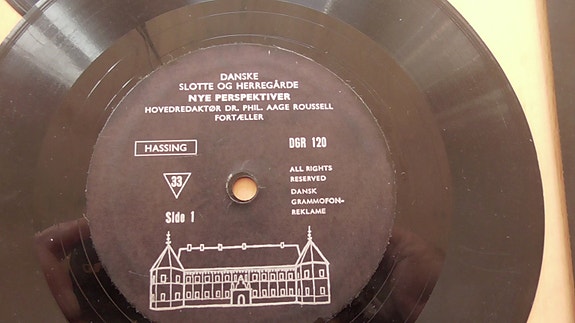 DANSKE
SLOTTE OG HERREGÅRDE
NYE PERSPEKTIVER
HOVEDREDAKTØR DR. PHIL. AAGE ROUSSELL
FORTÆLLER
HASSING
DGR 120
33
ALL RIGHTS
RESERVED
Side 1
DANSK
GRAMMOFON-
REKLAME